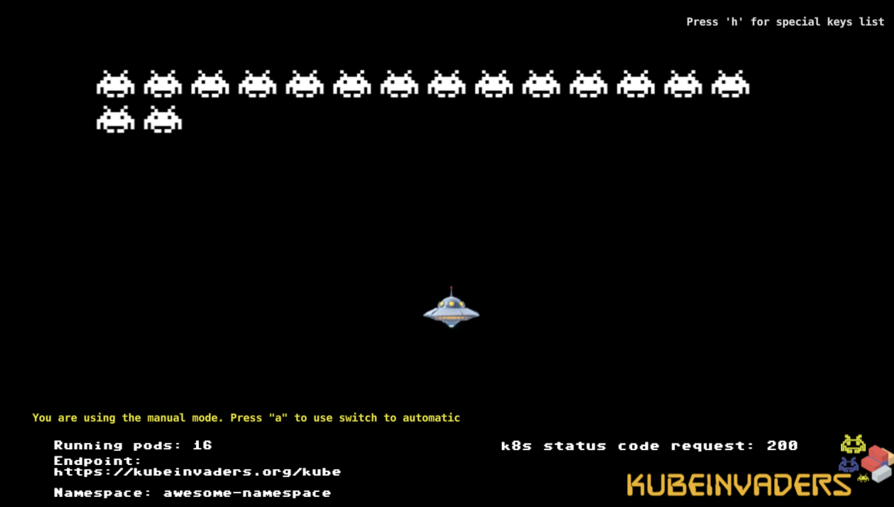 Press 'h' for special keys list
You are using the manual mode. Press "a" to use switch to automatic
Running pods: 16
k8s status code request: 200
Endpoint:
https://kubeinvaders.org/kube
Namespace: awesome-namespace
KUBEINVADERS